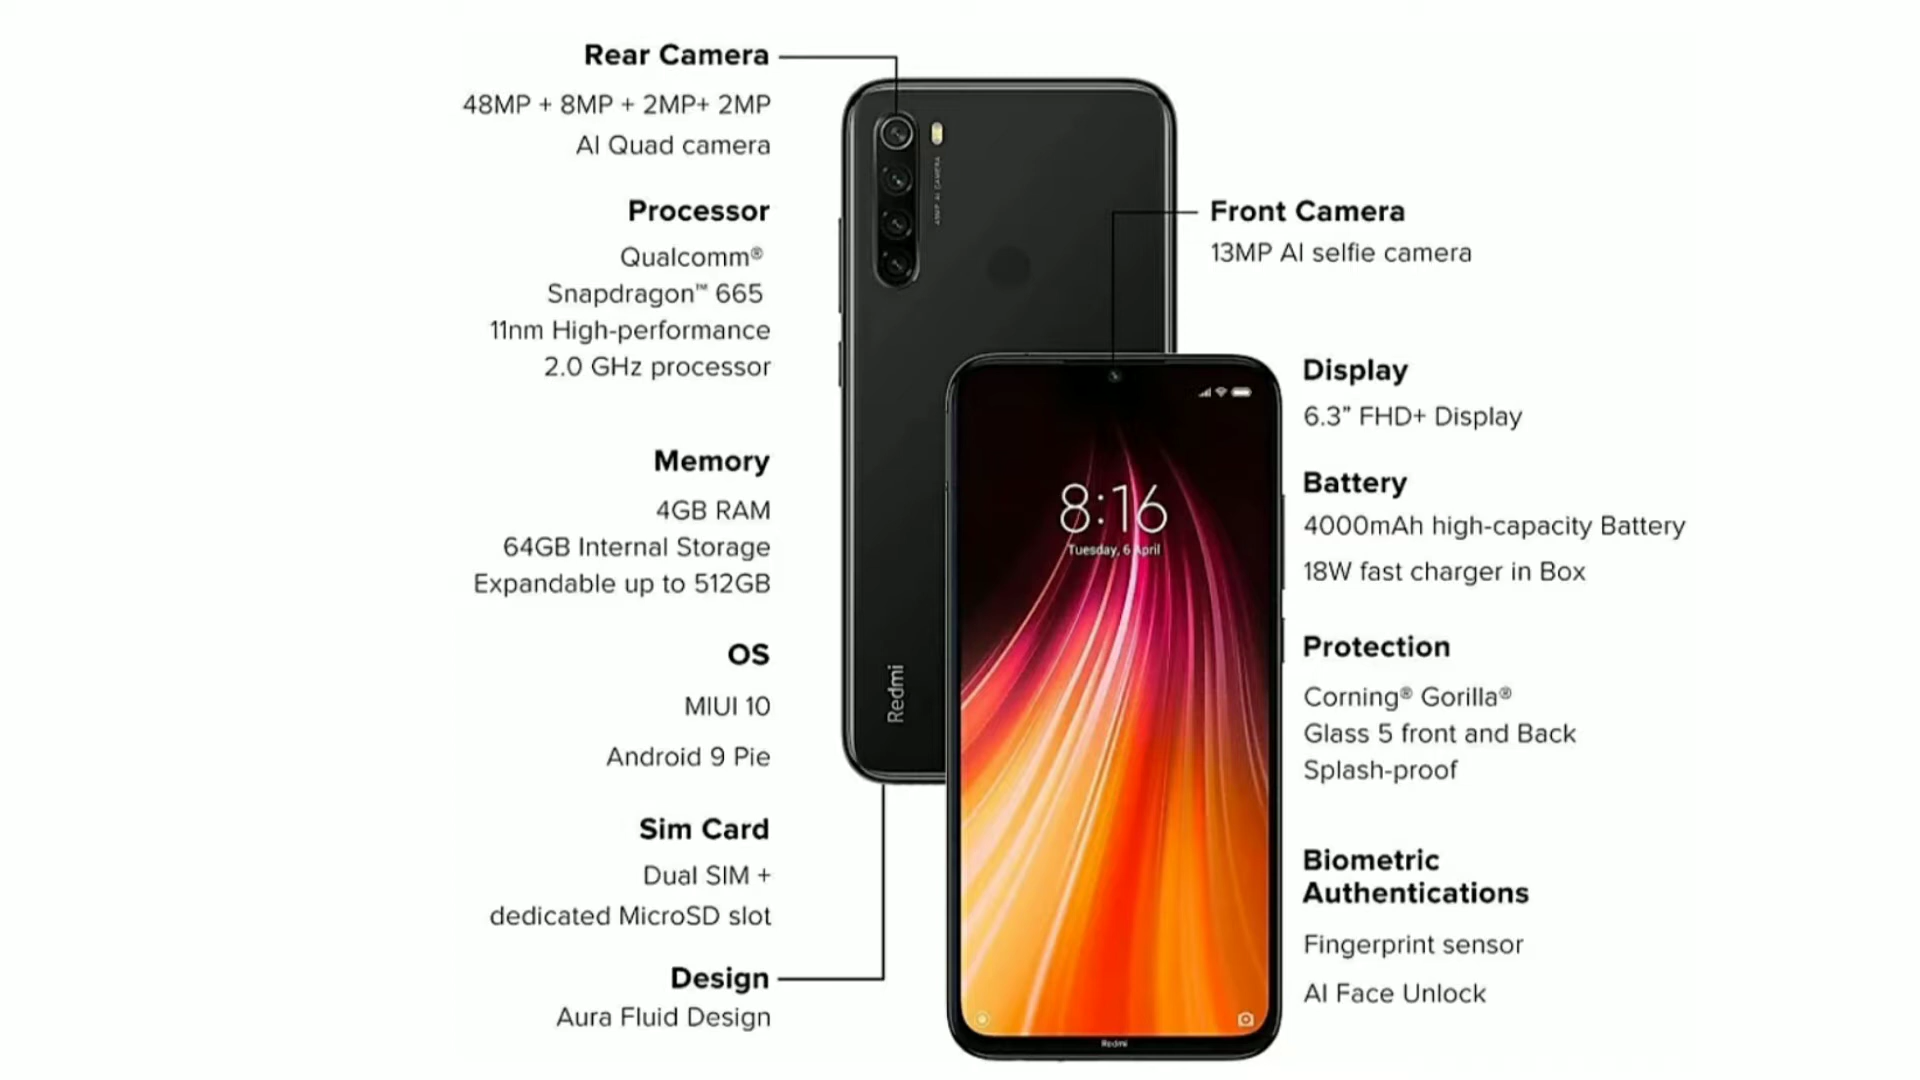 Rear Camera
48MP + 8MP + 2MP+ 2MP
AI Quad camera
Processor
Qualcomm®
Snapdragon™ 665
11nm High-performance
2.0 GHz processor
Memory
4GB RAM
64GB Internal Storage
Expandable up to 512GB
OS
MIUI 10
Android 9 Pie
Sim Card
Dual SIM +
dedicated MicroSD slot
Design
Aura Fluid Design
48MP AI CAMERA
Redmi
8:16
Tuesday, 6 April
Redmi
Front Camera
13MP AI selfie camera
Display
6.3” FHD+ Display
Battery
4000mAh high-capacity Battery
18W fast charger in Box
Protection
Corning® Gorilla®
Glass 5 front and Back
Splash-proof
Biometric
Authentications
Fingerprint sensor
AI Face Unlock